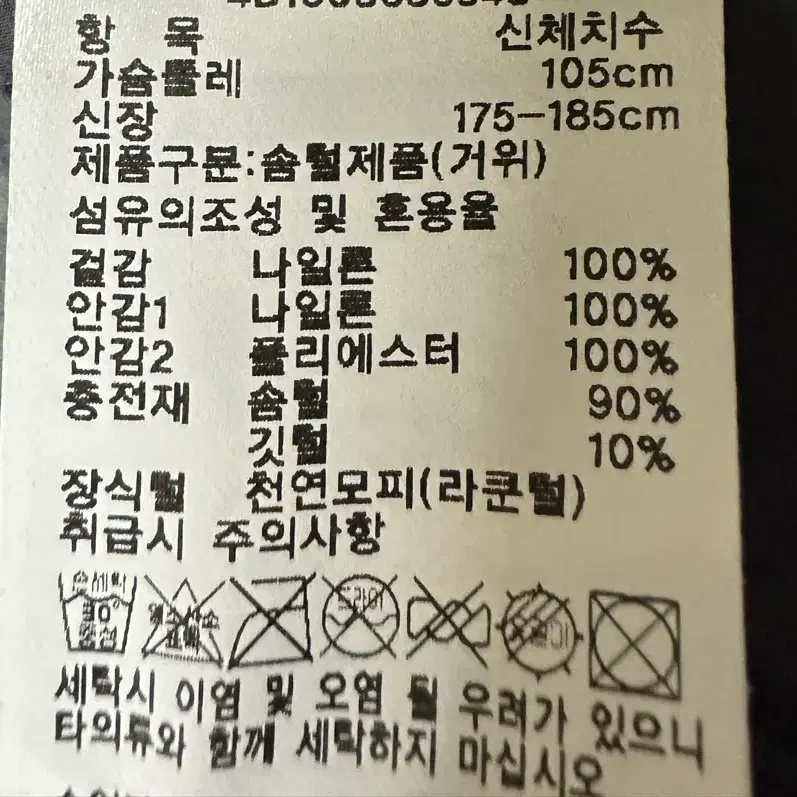 항 목 신체치수
가슴둘레 105cm
신장 175-185cm
제품구분:솜털제품(거위)
섬유의조성 및 혼용율
겉감 나일론 100%
안감1 나일론 100%
안감2 폴리에스터 100%
충전재 솜털 90%
깃털 10%
장식털 천연모피(라쿤털)
취급시 주의사항
손세탁 30° 중성 드라이
세탁시 이염 및 오염 될 우려가 있으니
타의류와 함께 세탁하지 마십시오